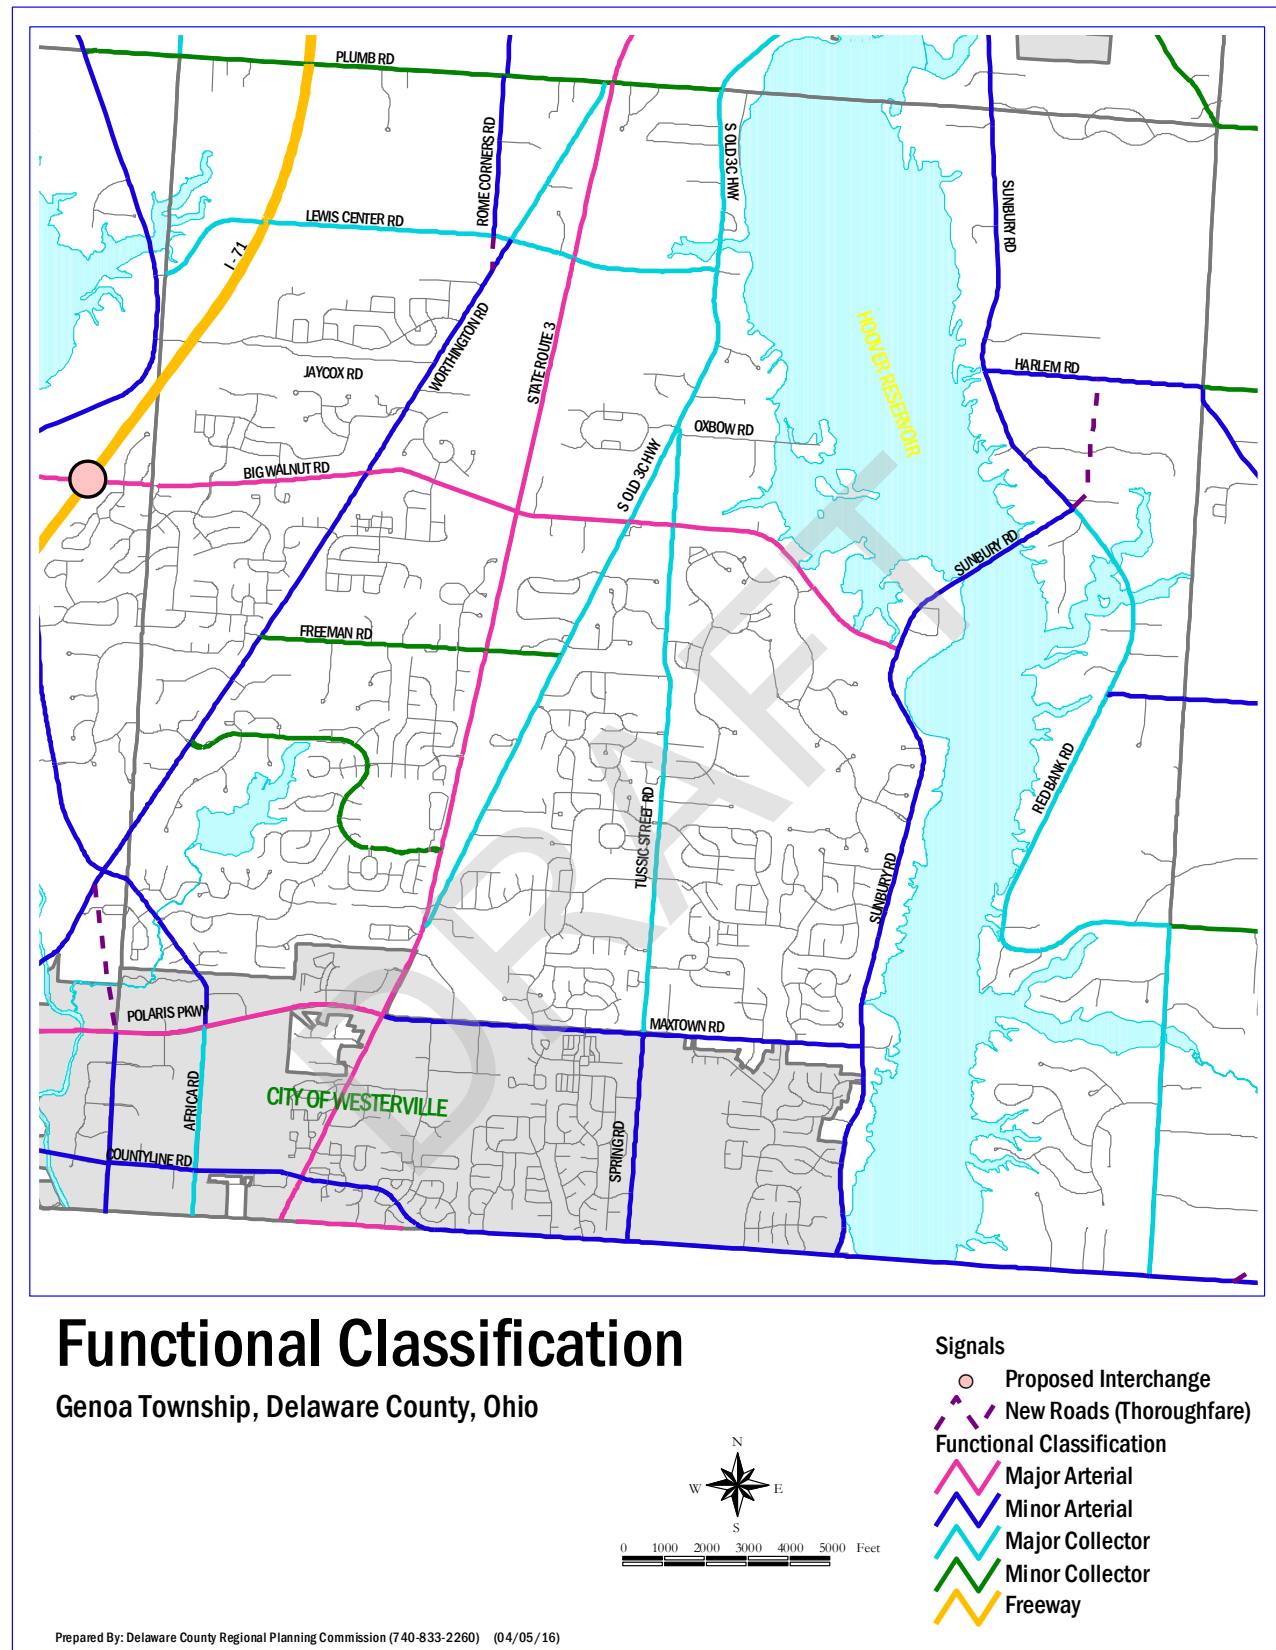 PLUMB RD
S OLD 3C HWY
ROME CORNERS RD
SUNBURY RD
LEWIS CENTER RD
I - 71
WORTHINGTON RD
STATE ROUTE 3
HOOVER RESERVOIR
JAYCOX RD
HARLEM RD
OXBOW RD
S OLD 3C HWY
BIG WALNUT RD
SUNBURY RD
FREEMAN RD
DRAFT
RED BANK RD
TUSSIC STREET RD
SUNBURY RD
POLARIS PKWY
MAXTOWN RD
AFRICA RD
CITY OF WESTERVILLE
SPRING RD
COUNTYLINE RD
Functional Classification
Genoa Township, Delaware County, Ohio
Signals
Proposed Interchange
New Roads (Thoroughfare)
Functional Classification
Major Arterial
Minor Arterial
Major Collector
Minor Collector
Freeway
N
W E
S
0 1000 2000 3000 4000 5000 Feet
Prepared By: Delaware County Regional Planning Commission (740-833-2260) (04/05/16)